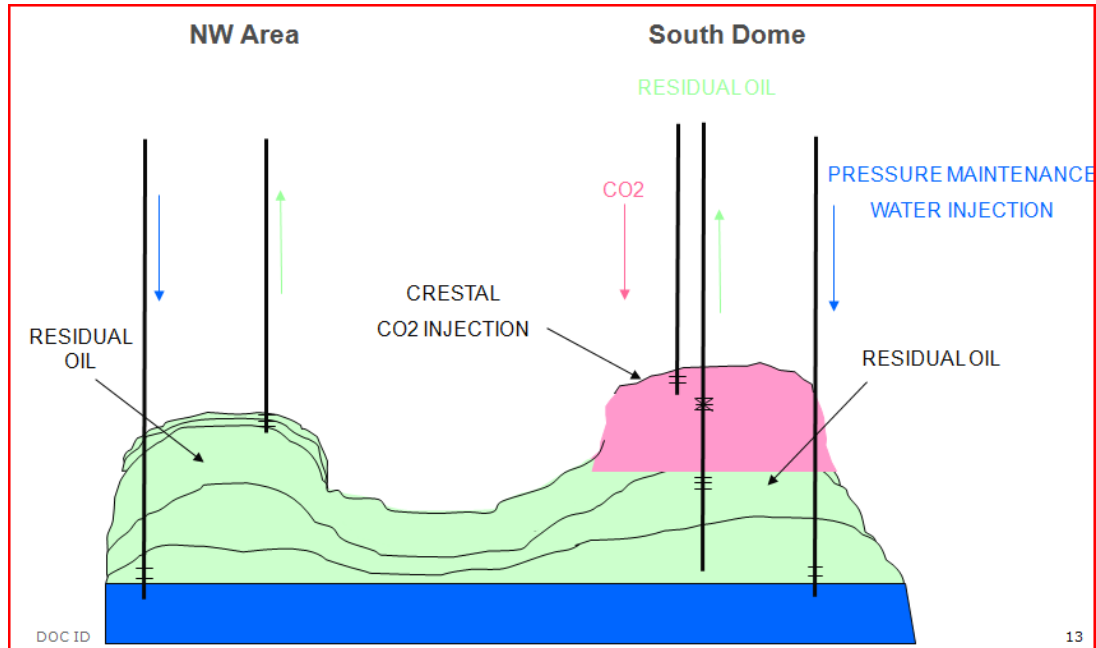 NW Area
South Dome
RESIDUAL OIL
CO2
PRESSURE MAINTENANCE
WATER INJECTION
CRESTAL
CO2 INJECTION
RESIDUAL
OIL
RESIDUAL OIL
DOC ID
13